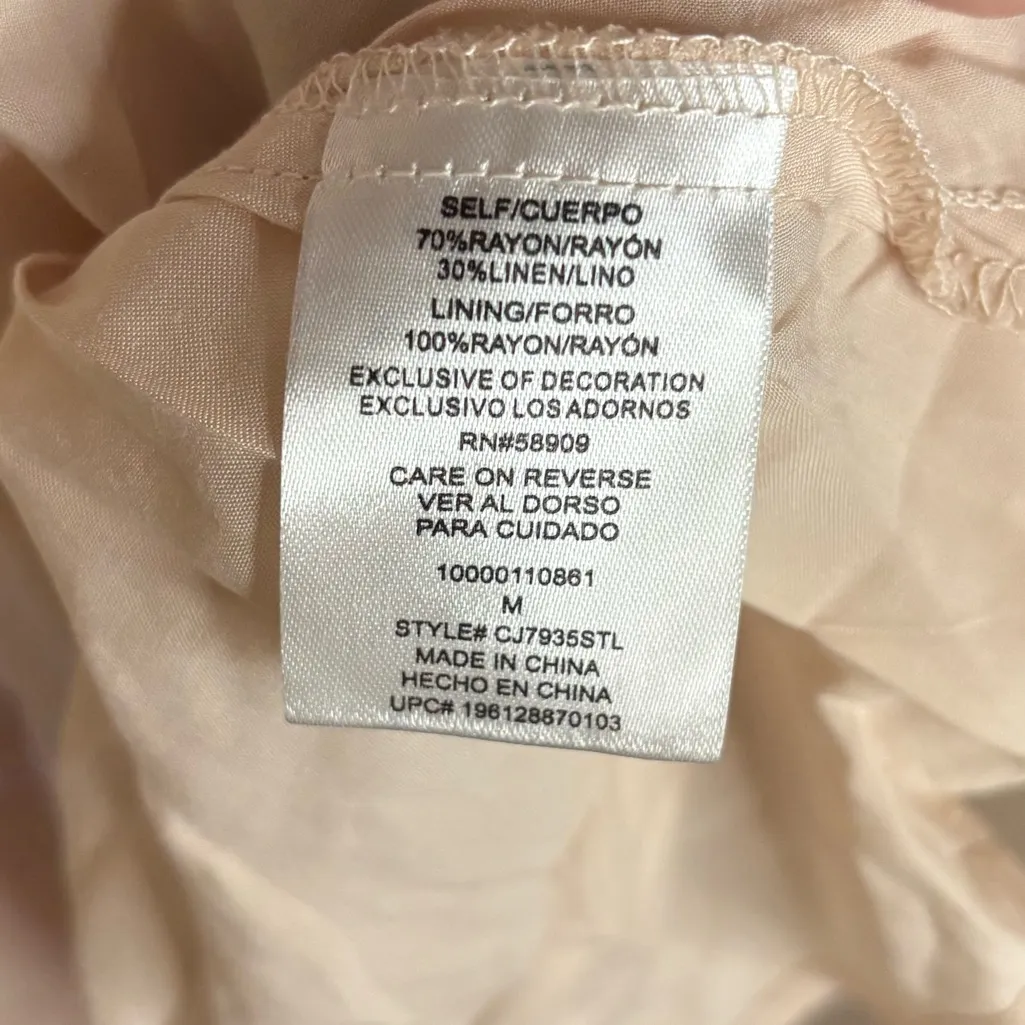 SELF/CUERPO
70%RAYON/RAYÓN
30%LINEN/LINO
LINING/FORRO
100%RAYON/RAYÓN
EXCLUSIVE OF DECORATION
EXCLUSIVO LOS ADORNOS
RN#58909
CARE ON REVERSE
VER AL DORSO
PARA CUIDADO
10000110861
M
STYLE# CJ7935STL
MADE IN CHINA
HECHO EN CHINA
UPC# 196128870103